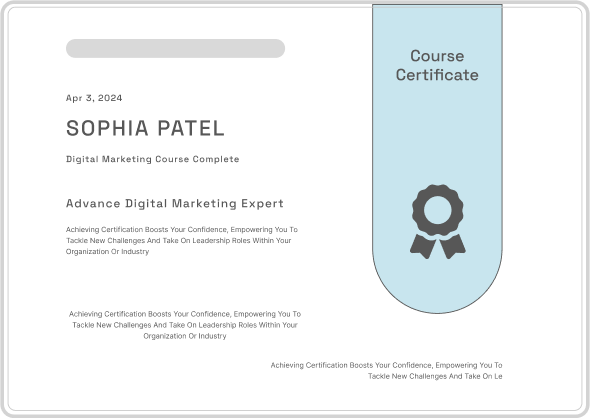 Course
Certificate
Apr 3, 2024
SOPHIA PATEL
Digital Marketing Course Complete
Advance Digital Marketing Expert
Achieving Certification Boosts Your Confidence, Empowering You To
Tackle New Challenges And Take On Leadership Roles Within Your
Organization Or Industry
Achieving Certification Boosts Your Confidence, Empowering You To
Tackle New Challenges And Take On Leadership Roles Within Your
Organization Or Industry
Achieving Certification Boosts Your Confidence, Empowering You To
Tackle New Challenges And Take On Le